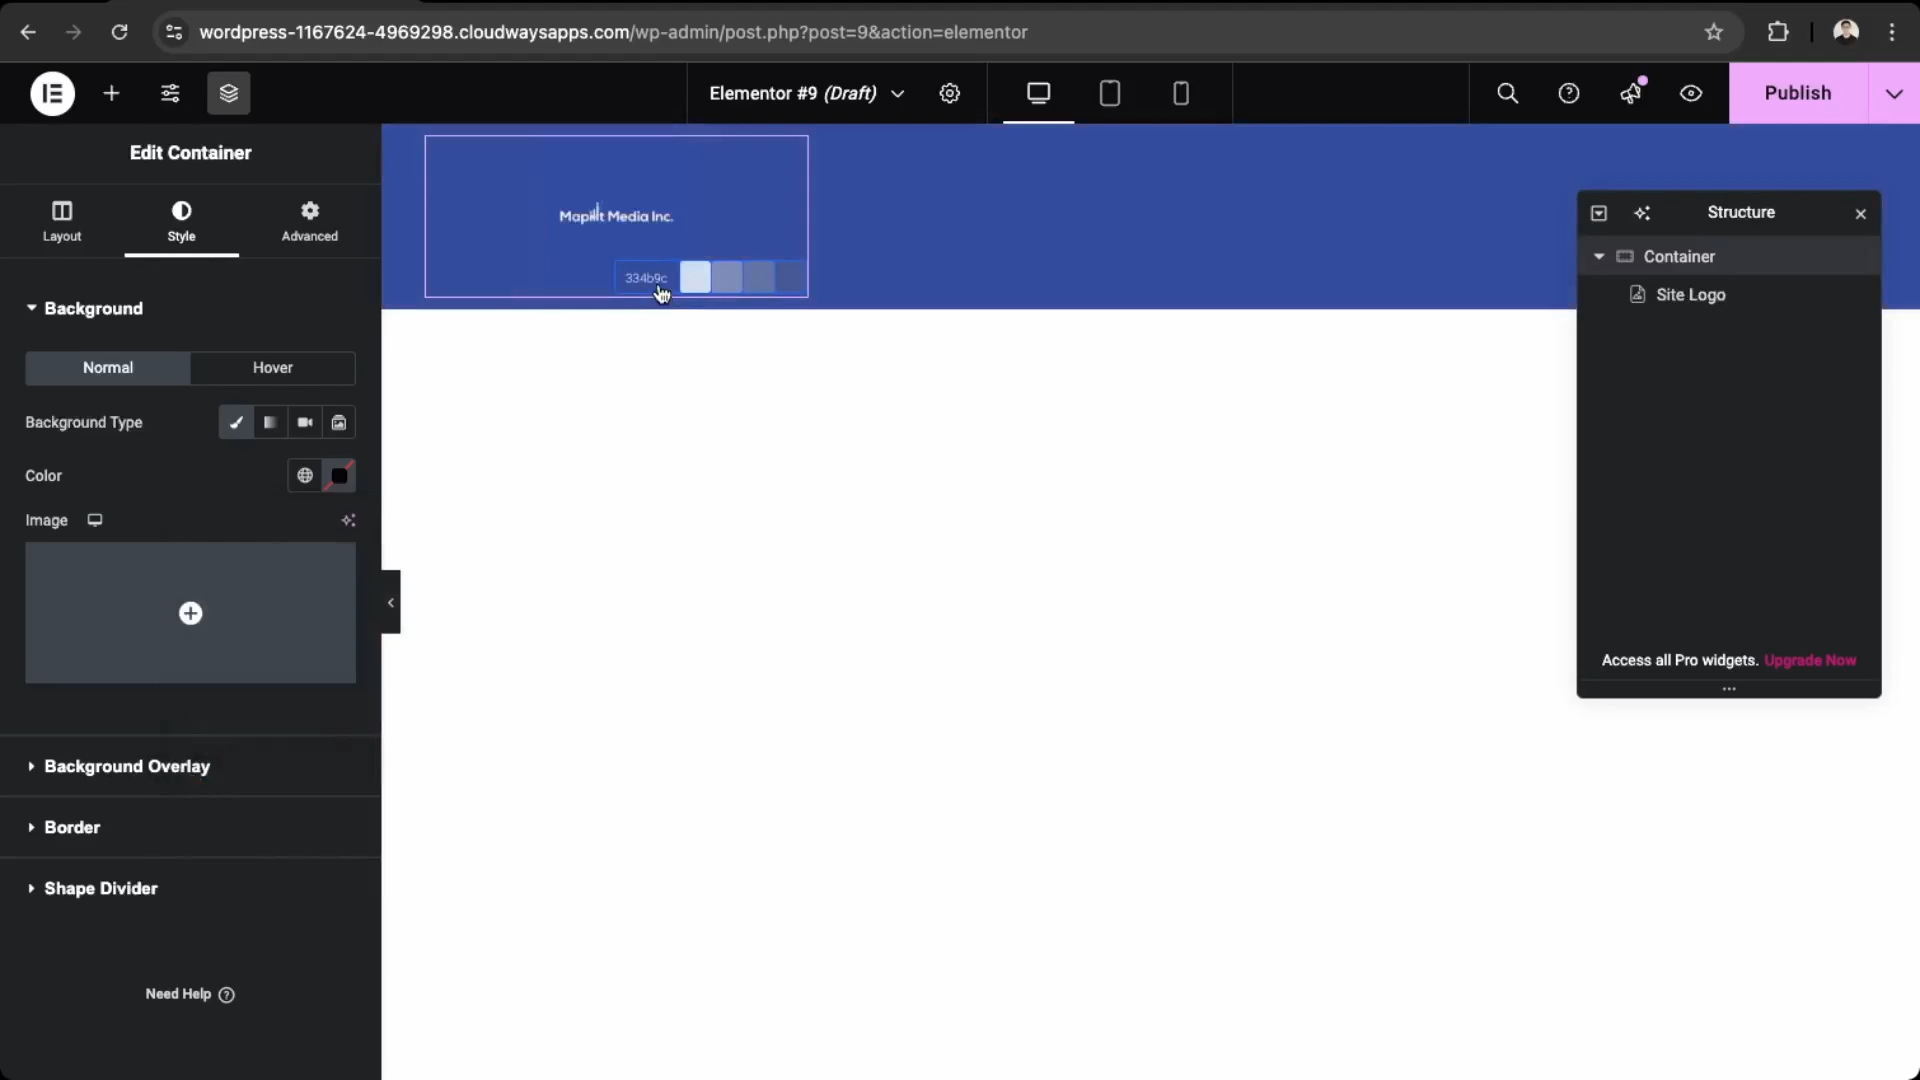 wordpress-1167624-4969298.cloudwaysapps.com/wp-admin/post.php?post=9&action=elementor
Elementor #9 (Draft)
Publish
Edit Container
Layout
Style
Advanced
Background
Normal
Hover
Background Type
Color
Image
Background Overlay
Border
Shape Divider
Need Help
Media Inc.
334b9c
Structure
Container
Site Logo
Access all Pro widgets. Upgrade Now